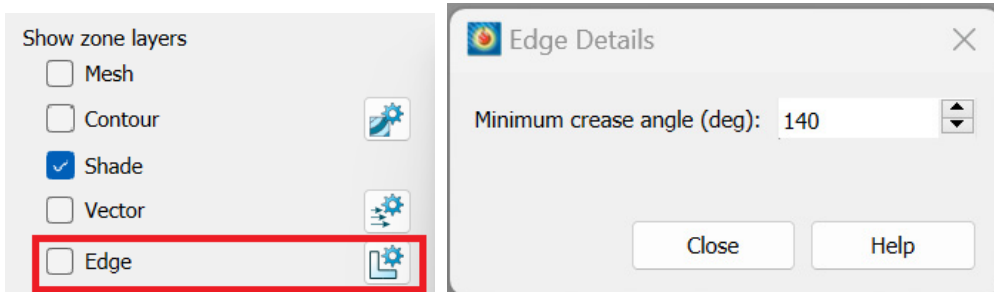 Show zone layers
Mesh
Contour
Shade
Vector
Edge
Edge Details
Minimum crease angle (deg): 140
Close Help